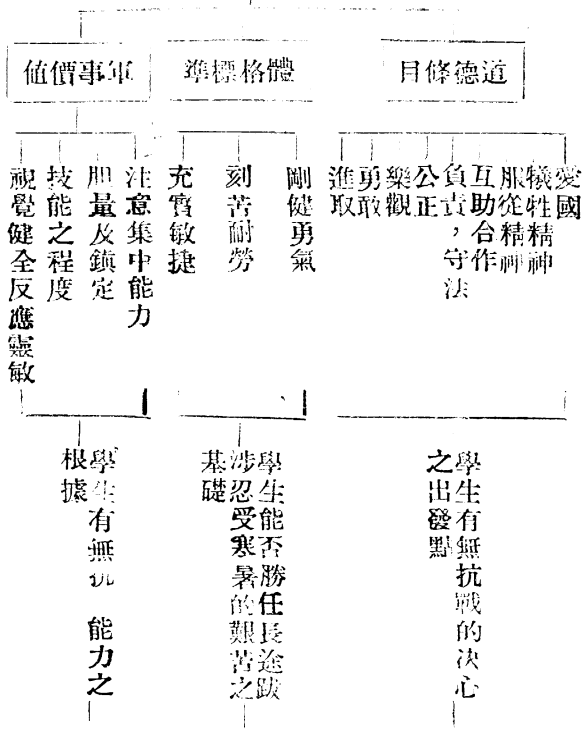 道德條目
愛國
犧牲精神
服從精神
互助合作
負責，守法
公正
樂觀
勇敢
進取
學生有無抗戰的决心
之出發點
體格標準
剛健勇氣
刻苦耐勞
充實敏捷
學生能否勝任長途跋
涉忍受寒暑的艱苦之
基礎
軍事價値
注意集中能力
胆量及鎮定
技能之程度
視覺健全反應靈敏
學生有無抗 能力之
根據